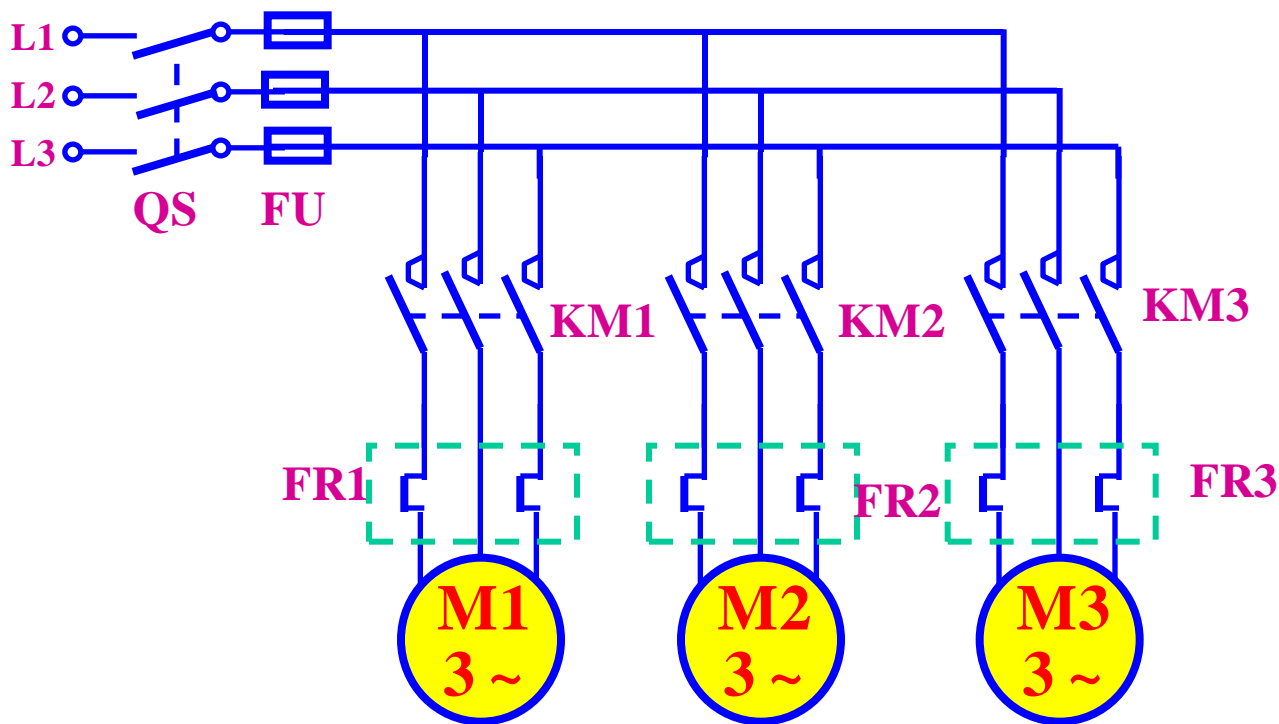 L1
L2
L3
QS FU
KM1 KM2 KM3
FR1 FR2 FR3
M1 M2 M3
3 ~ 3 ~ 3 ~